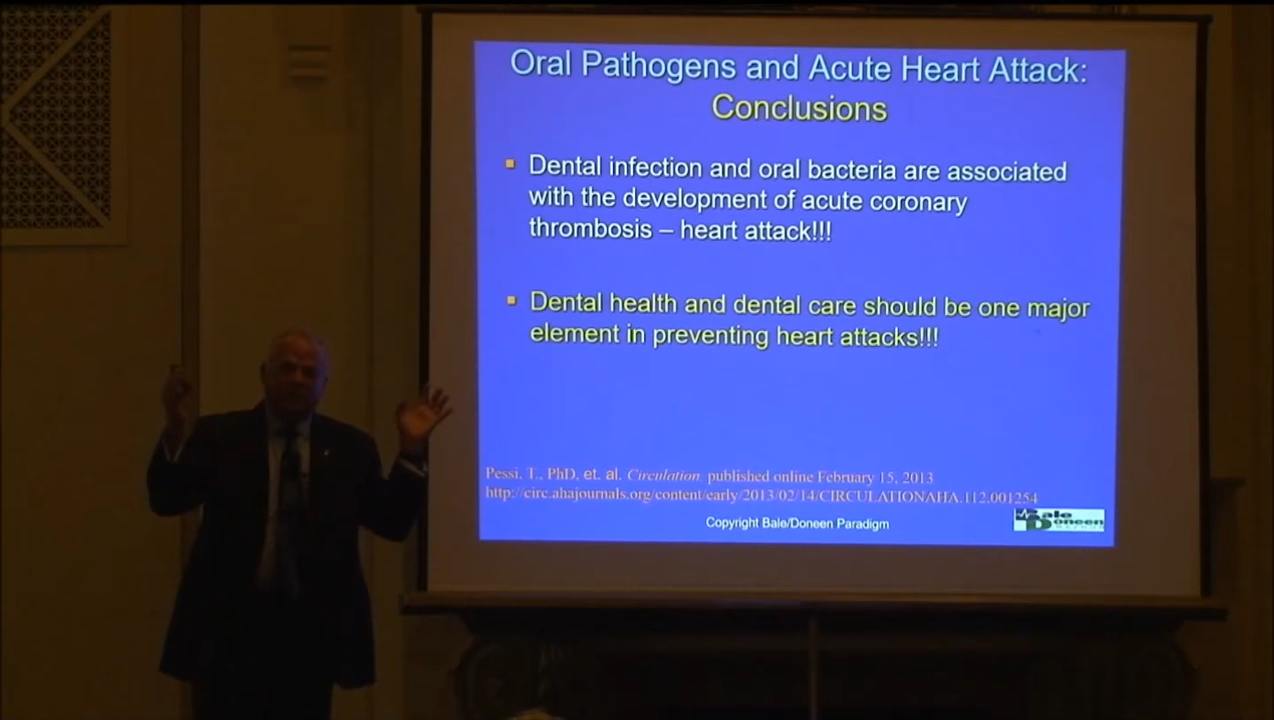 Oral Pathogens and Acute Heart Attack:
Conclusions
Dental infection and oral bacteria are associated
with the development of acute coronary
thrombosis – heart attack!!!
Dental health and dental care should be one major
element in preventing heart attacks!!!
Pessi, T., PhD, et. al. Circulation, published online February 15, 2013
http://circ.ahajournals.org/content/early/2013/02/14/CIRCULATIONAHA.112.001254
Copyright Bale/Doneen Paradigm
Bale
Doneen